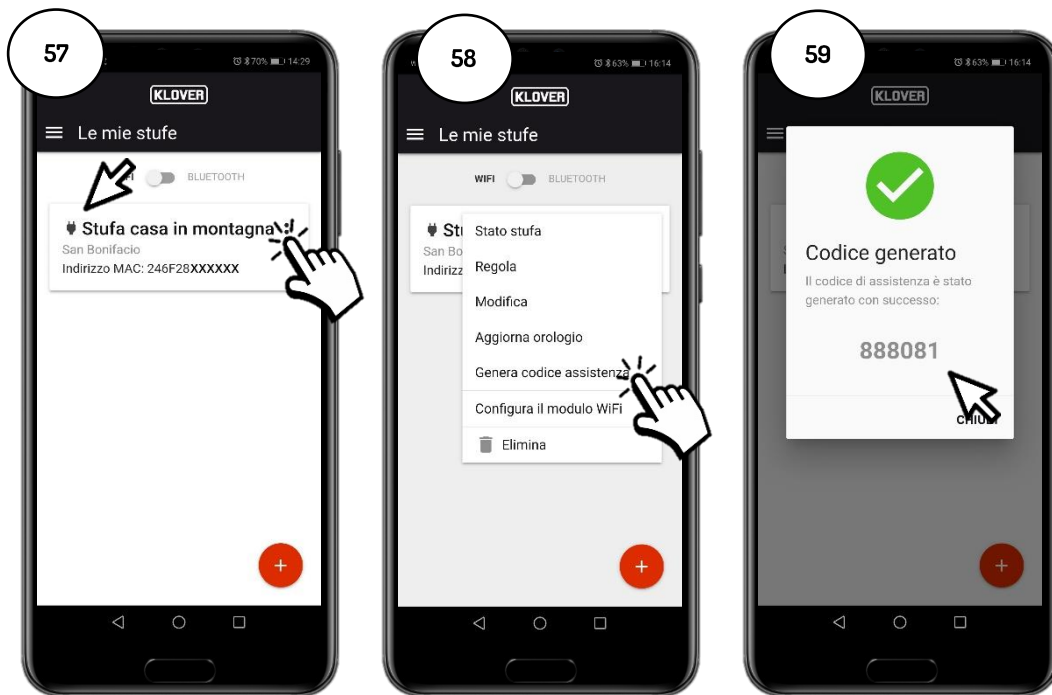 57
70% 14:29
KLOVER
Le mie stufe
BLUETOOTH
Stufa casa in montagna
San Bonifacio
Indirizzo MAC: 246F28XXXXXX
+
58
63% 16:14
KLOVER
Le mie stufe
WIFI BLUETOOTH
Stato stufa
San Bo
Regola
Indirizz
Modifica
Aggiorna orologio
Genera codice assistenza
Configura il modulo WiFi
Elimina
+
59
63% 16:14
KLOVER
Codice generato
Il codice di assistenza è stato
generato con successo:
888081
+